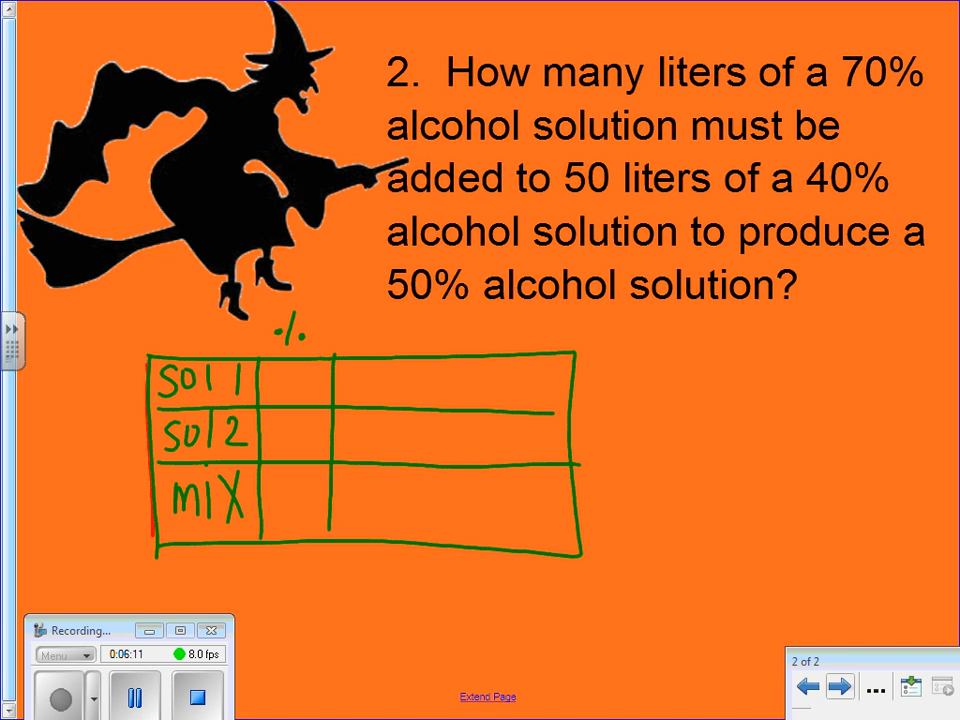 2. How many liters of a 70%
alcohol solution must be
added to 50 liters of a 40%
alcohol solution to produce a
50% alcohol solution?
%
Sol 1
Sol 2
Mix
Recording...
Menu
0:06:11
8.0 fps
2 of 2
...
Extend Page